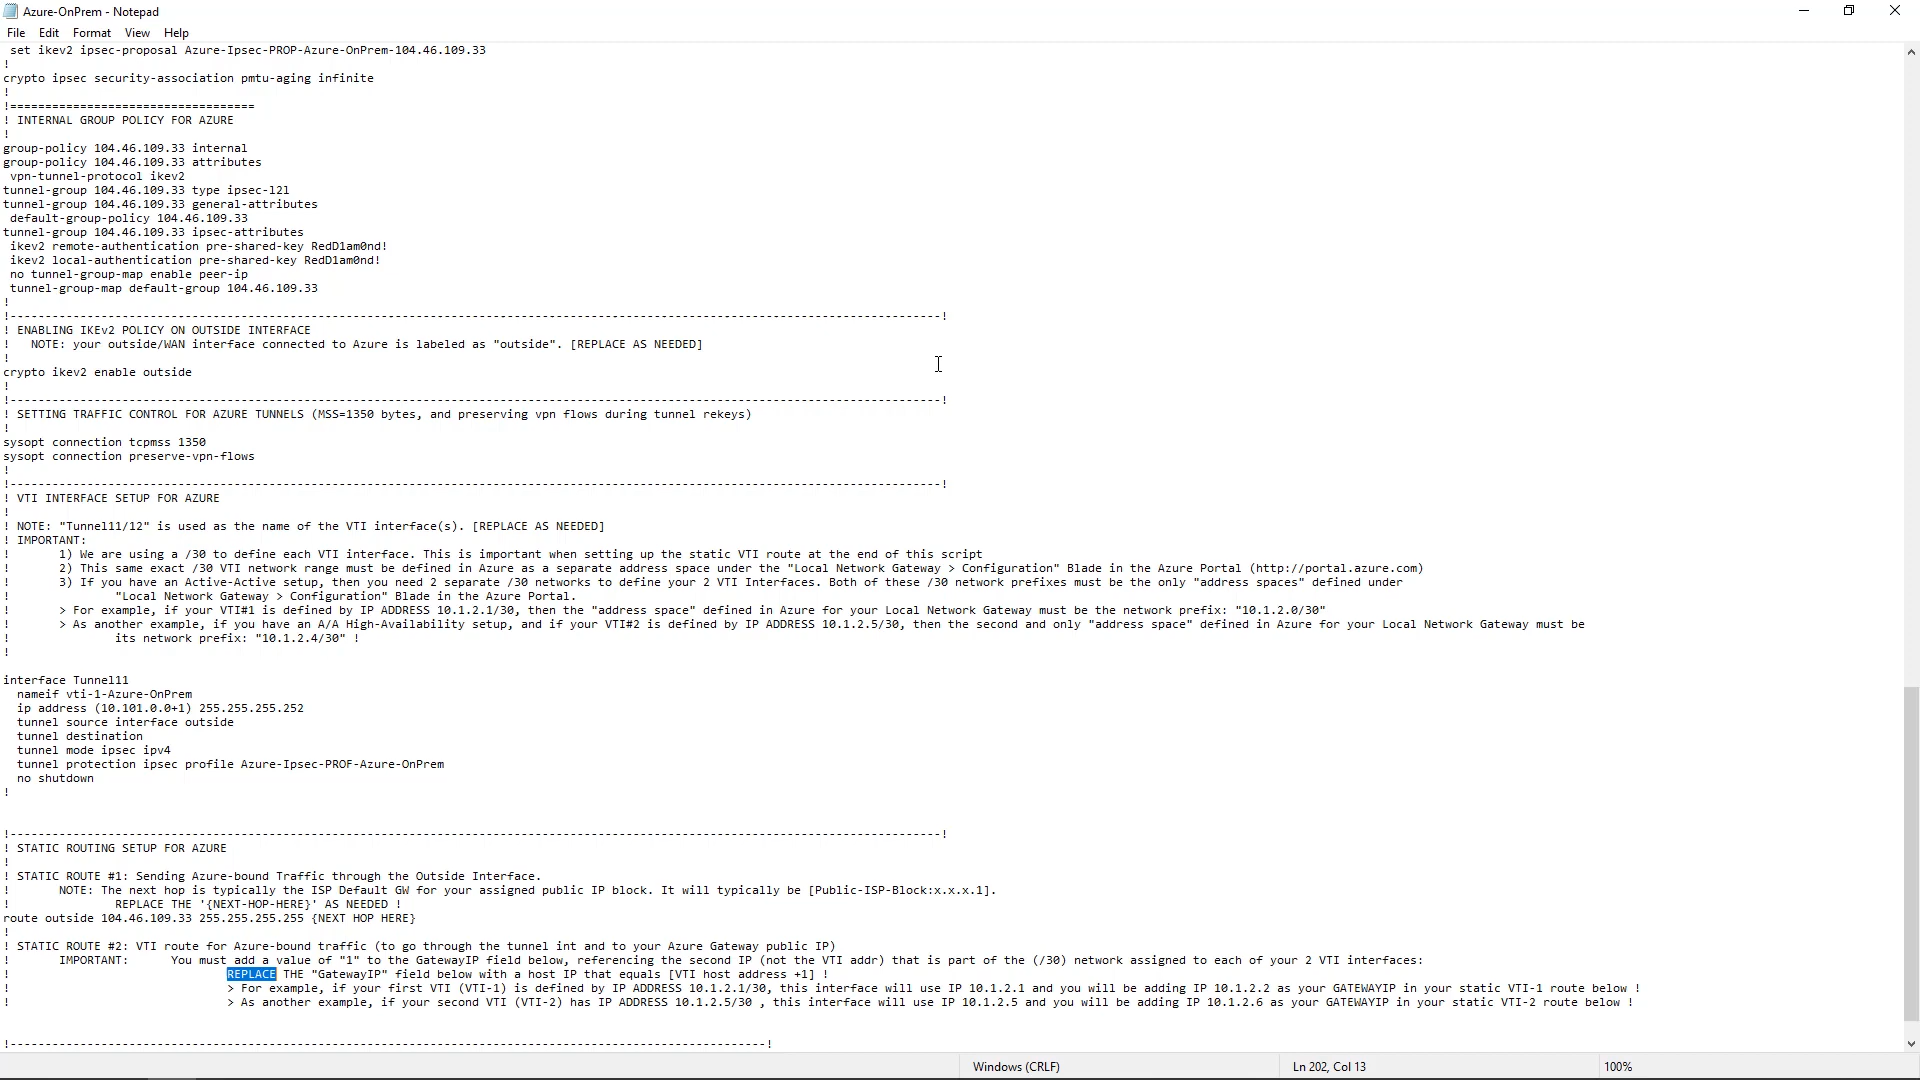 Azure-OnPrem - Notepad
File Edit Format View Help
set ikev2 ipsec-proposal Azure-Ipsec-PROP-Azure-OnPrem-104.46.109.33
!
crypto ipsec security-association pmtu-aging infinite
!
!===================================
! INTERNAL GROUP POLICY FOR AZURE
!
group-policy 104.46.109.33 internal
group-policy 104.46.109.33 attributes
vpn-tunnel-protocol ikev2
tunnel-group 104.46.109.33 type ipsec-l2l
tunnel-group 104.46.109.33 general-attributes
default-group-policy 104.46.109.33
tunnel-group 104.46.109.33 ipsec-attributes
ikev2 remote-authentication pre-shared-key RedD1am0nd!
ikev2 local-authentication pre-shared-key RedD1am0nd!
no tunnel-group-map enable peer-ip
tunnel-group-map default-group 104.46.109.33
!
!-------------------------------------------------------------------------------------------------------------------------------------!
! ENABLING IKEv2 POLICY ON OUTSIDE INTERFACE
! NOTE: your outside/WAN interface connected to Azure is labeled as "outside". [REPLACE AS NEEDED]
!
crypto ikev2 enable outside
!
!-------------------------------------------------------------------------------------------------------------------------------------!
! SETTING TRAFFIC CONTROL FOR AZURE TUNNELS (MSS=1350 bytes, and preserving vpn flows during tunnel rekeys)
!
sysopt connection tcpmss 1350
sysopt connection preserve-vpn-flows
!
!-------------------------------------------------------------------------------------------------------------------------------------!
! VTI INTERFACE SETUP FOR AZURE
!
! NOTE: "Tunnel11/12" is used as the name of the VTI interface(s). [REPLACE AS NEEDED]
! IMPORTANT:
! 1) We are using a /30 to define each VTI interface. This is important when setting up the static VTI route at the end of this script
! 2) This same exact /30 VTI network range must be defined in Azure as a separate address space under the "Local Network Gateway > Configuration" Blade in the Azure Portal (http://portal.azure.com)
! 3) If you have an Active-Active setup, then you need 2 separate /30 networks to define your 2 VTI Interfaces. Both of these /30 network prefixes must be the only "address spaces" defined under
! "Local Network Gateway > Configuration" Blade in the Azure Portal.
! > For example, if your VTI#1 is defined by IP ADDRESS 10.1.2.1/30, then the "address space" defined in Azure for your Local Network Gateway must be the network prefix: "10.1.2.0/30"
! > As another example, if you have an A/A High-Availability setup, and if your VTI#2 is defined by IP ADDRESS 10.1.2.5/30, then the second and only "address space" defined in Azure for your Local Network Gateway must be
! its network prefix: "10.1.2.4/30" !
!
interface Tunnel11
nameif vti-1-Azure-OnPrem
ip address (10.101.0.0+1) 255.255.255.252
tunnel source interface outside
tunnel destination
tunnel mode ipsec ipv4
tunnel protection ipsec profile Azure-Ipsec-PROF-Azure-OnPrem
no shutdown
!
!-------------------------------------------------------------------------------------------------------------------------------------!
! STATIC ROUTING SETUP FOR AZURE
!
! STATIC ROUTE #1: Sending Azure-bound Traffic through the Outside Interface.
! NOTE: The next hop is typically the ISP Default GW for your assigned public IP block. It will typically be [Public-ISP-Block:x.x.x.1].
! REPLACE THE '{NEXT-HOP-HERE}' AS NEEDED !
route outside 104.46.109.33 255.255.255.255 {NEXT HOP HERE}
!
! STATIC ROUTE #2: VTI route for Azure-bound traffic (to go through the tunnel int and to your Azure Gateway public IP)
! IMPORTANT: You must add a value of "1" to the GatewayIP field below, referencing the second IP (not the VTI addr) that is part of the (/30) network assigned to each of your 2 VTI interfaces:
! REPLACE THE "GatewayIP" field below with a host IP that equals [VTI host address +1] !
! > For example, if your first VTI (VTI-1) is defined by IP ADDRESS 10.1.2.1/30, this interface will use IP 10.1.2.1 and you will be adding IP 10.1.2.2 as your GATEWAYIP in your static VTI-1 route below !
! > As another example, if your second VTI (VTI-2) has IP ADDRESS 10.1.2.5/30 , this interface will use IP 10.1.2.5 and you will be adding IP 10.1.2.6 as your GATEWAYIP in your static VTI-2 route below !
!------------------------------------------------------------------------------------------------------------!
Windows (CRLF) Ln 202, Col 13 100%